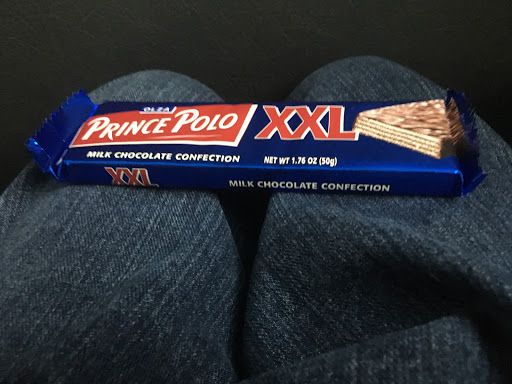 OLZA
PRINCE POLO XXL
MILK CHOCOLATE CONFECTION NET WT 1.76 OZ (50g)
XXL MILK CHOCOLATE CONFECTION